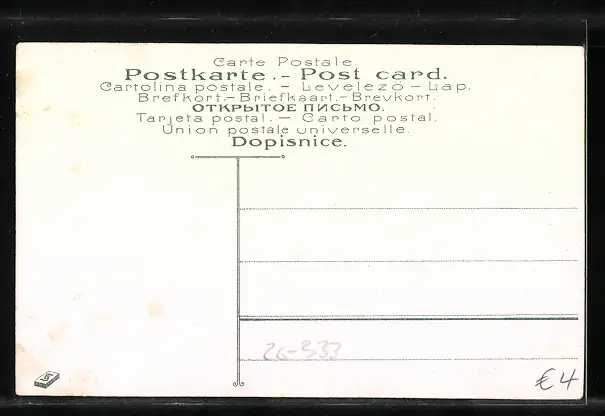 Carte Postale.
Postkarte. - Post card.
Cartolina postale. - Levelező - Lap.
Brefkort. - Briefkaart. - Brevkort.
ОТКРЫТОЕ ПИСЬМО.
Tarjeta postal. - Carto postal.
Union postale universelle.
Dopisnice.
26-333
€4